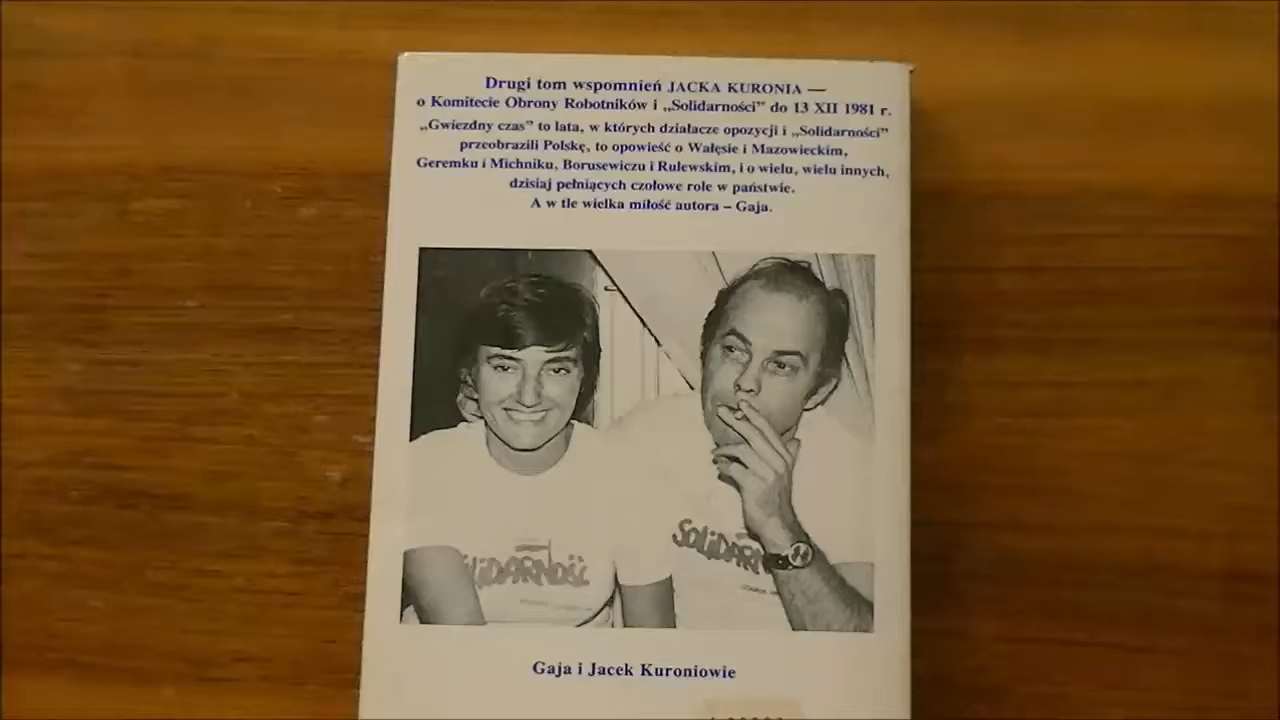 Drugi tom wspomnień JACKA KURONIA —
o Komitecie Obrony Robotników i „Solidarności” do 13 XII 1981 r.
„Gwiezdny czas” to lata, w których działacze opozycji i „Solidarności”
przeobrazili Polskę, to opowieść o Wałęsie i Mazowieckim,
Geremku i Michniku, Borusewiczu i Rulewskim, i o wielu, wielu innych,
dzisiaj pełniących czołowe role w państwie.
A w tle wielka miłość autora – Gaja.
SOLIDARN
LIDARNOŚĆ
Gaja i Jacek Kuroniowie